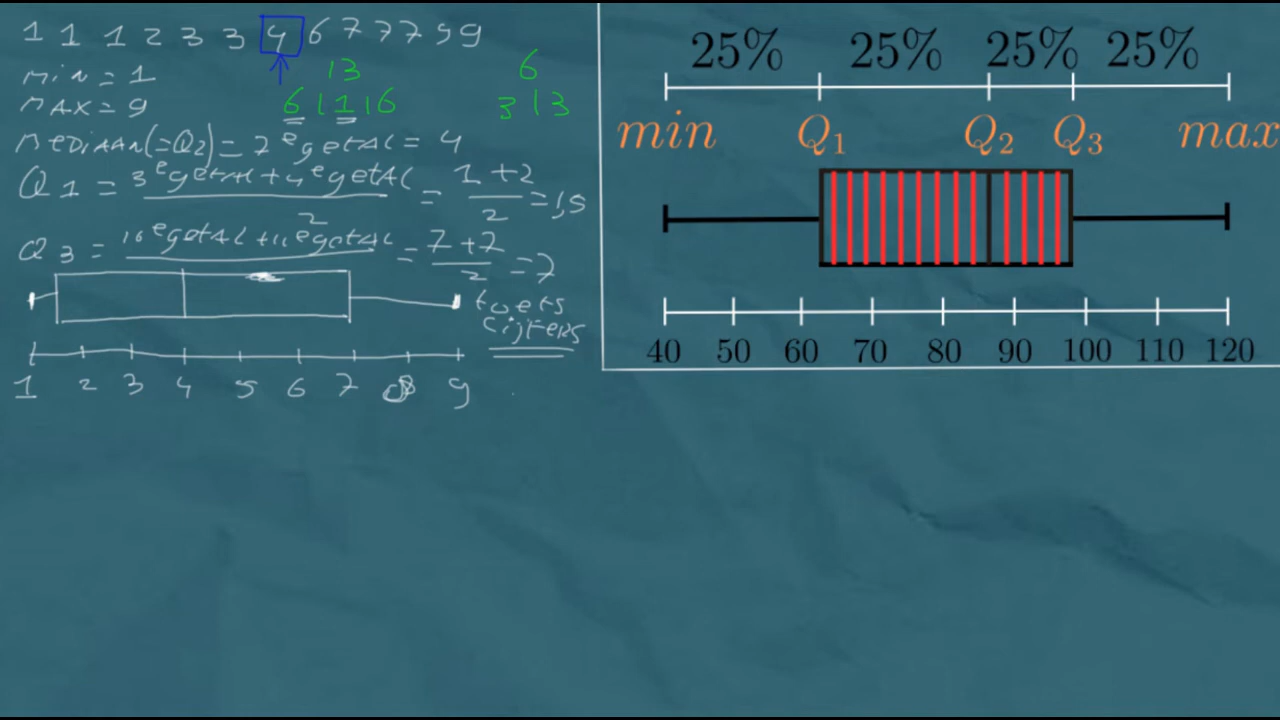 1 1 1 2 3 3 4 6 7 7 7 9 9
min = 1
13
6
MAX = 9
6 | 1 | 6
3 | 3
MEDIAAN(=Q2) = 7e getAL = 4
Q1 = 3e getAL + 4e getAL / 2 = 1 + 2 / 2 = 1,5
Q3 = 10e getAL + 11e getAL / 2 = 7 + 7 / 2 = 7
toets
cijfers
1 2 3 4 5 6 7 8 9
25% 25% 25% 25%
min Q1 Q2 Q3 max
40 50 60 70 80 90 100 110 120